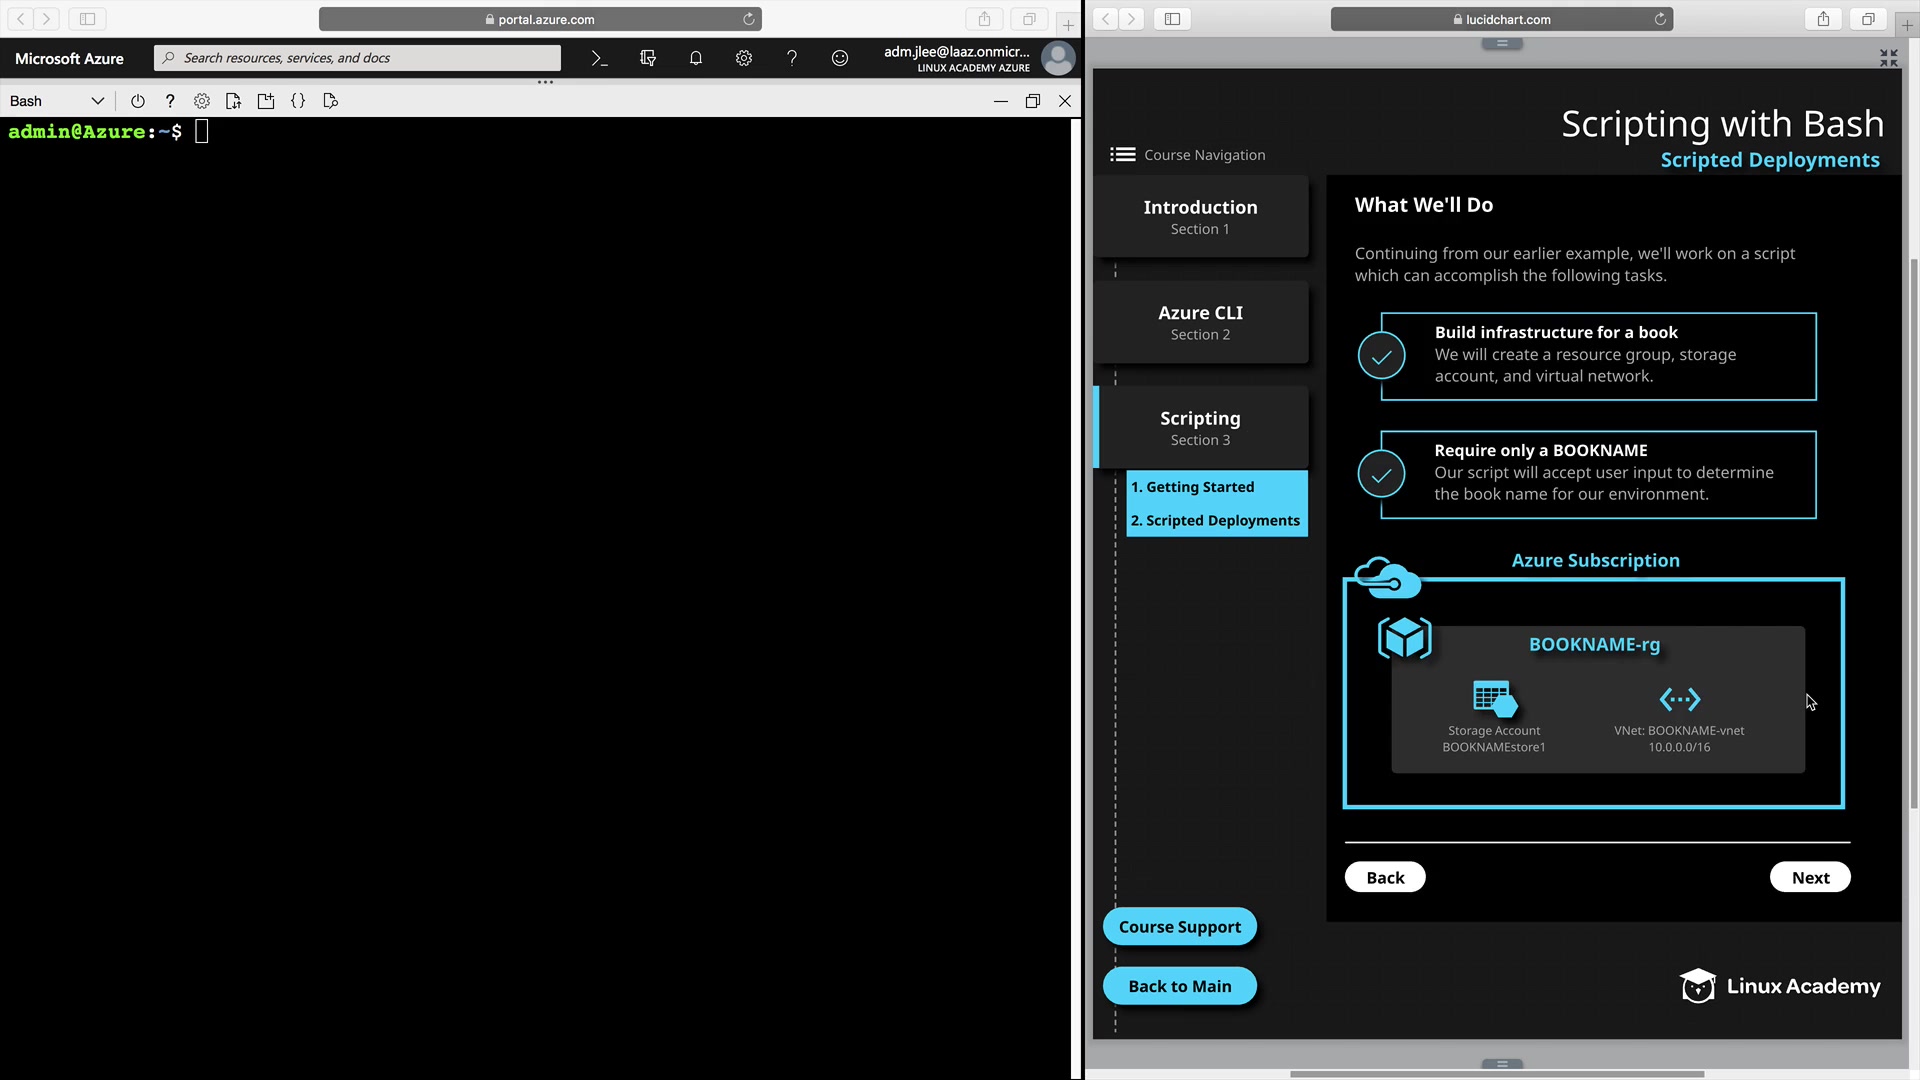 portal.azure.com
Microsoft Azure
Search resources, services, and docs
adm.jlee@laaz.onmicr...
LINUX ACADEMY AZURE
Bash
admin@Azure:~$
lucidchart.com
Scripting with Bash
Scripted Deployments
Course Navigation
Introduction
Section 1
Azure CLI
Section 2
Scripting
Section 3
1. Getting Started
2. Scripted Deployments
Course Support
Back to Main
What We'll Do
Continuing from our earlier example, we'll work on a script
which can accomplish the following tasks.
Build infrastructure for a book
We will create a resource group, storage
account, and virtual network.
Require only a BOOKNAME
Our script will accept user input to determine
the book name for our environment.
Azure Subscription
BOOKNAME-rg
Storage Account
BOOKNAMEstore1
VNet: BOOKNAME-vnet
10.0.0.0/16
Back
Next
Linux Academy